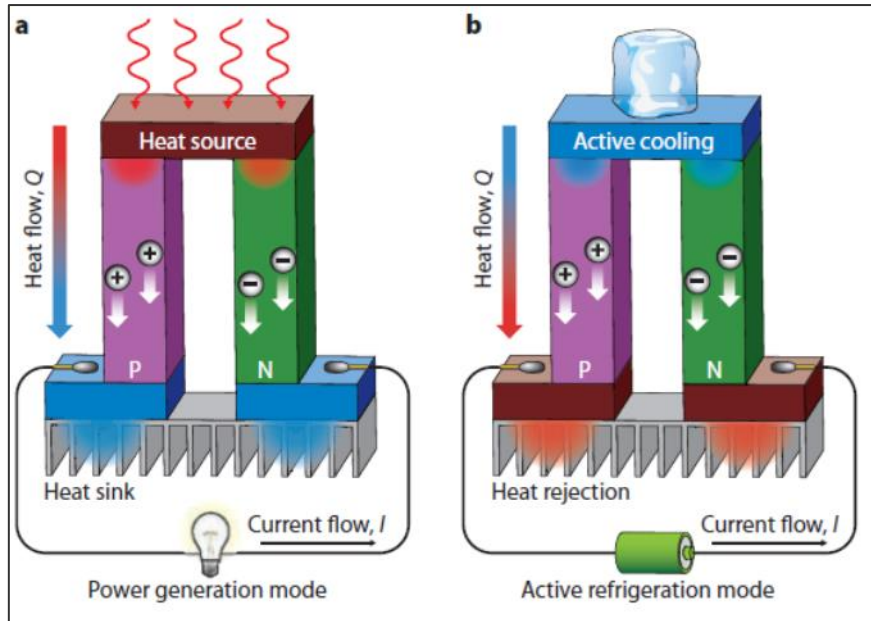 a
Heat source
Heat flow, Q
+
+
−
−
P
N
Heat sink
Current flow, I
Power generation mode
b
Active cooling
Heat flow, Q
+
+
−
−
P
N
Heat rejection
Current flow, I
Active refrigeration mode